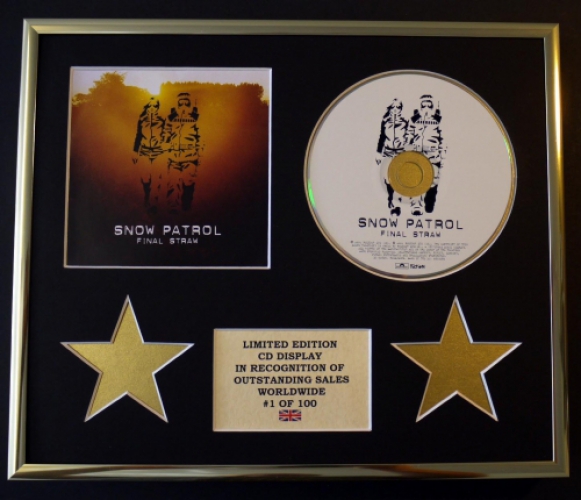 SNOW PATROL
FINAL STRAW
SNOW PATROL
FINAL STRAW
LIMITED EDITION
CD DISPLAY
IN RECOGNITION OF
OUTSTANDING SALES
WORLDWIDE
#1 OF 100